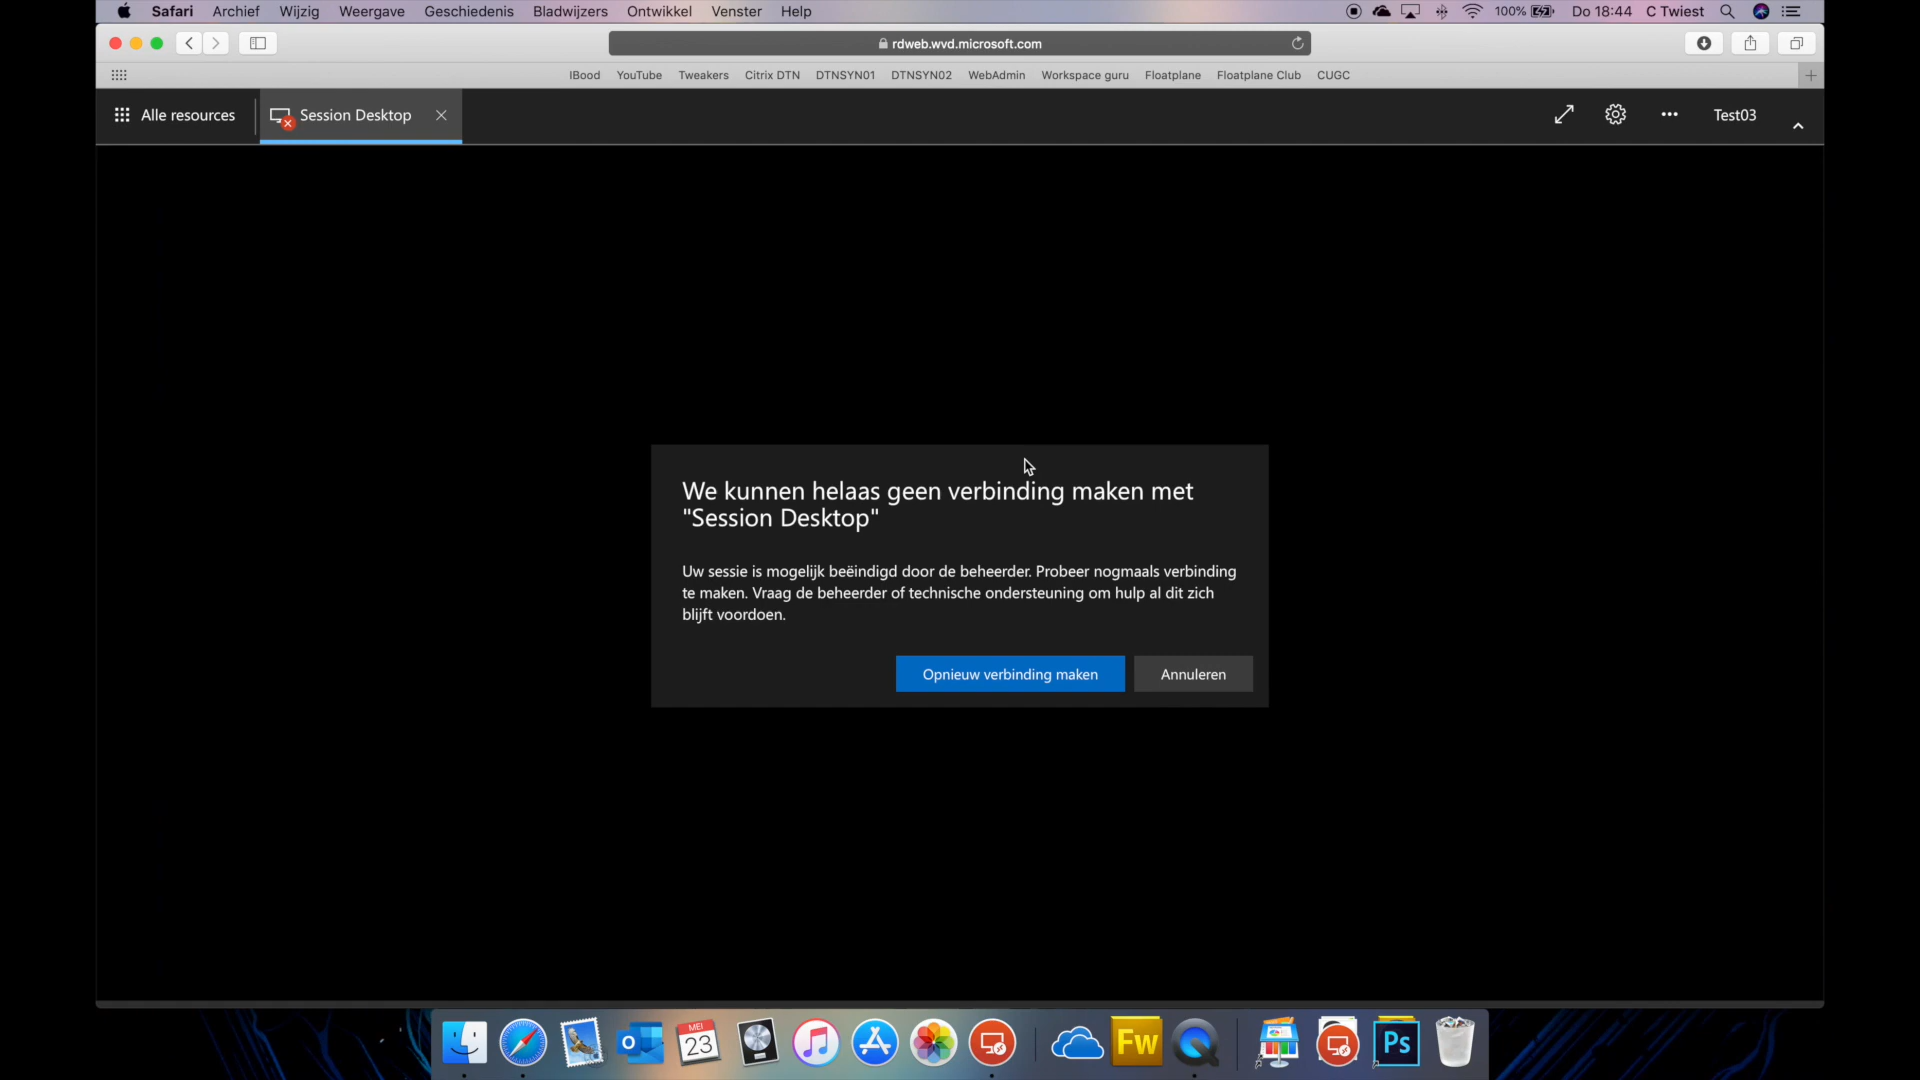 Safari Archief Wijzig Weergave Geschiedenis Bladwijzers Ontwikkel Venster Help 100% Do 18:44 C Twiest
rdweb.wvd.microsoft.com
IBood YouTube Tweakers Citrix DTN DTNSYN01 DTNSYN02 WebAdmin Workspace guru Floatplane Floatplane Club CUGC
Alle resources Session Desktop Test03
We kunnen helaas geen verbinding maken met
"Session Desktop"
Uw sessie is mogelijk beëindigd door de beheerder. Probeer nogmaals verbinding
te maken. Vraag de beheerder of technische ondersteuning om hulp al dit zich
blijft voordoen.
Opnieuw verbinding maken Annuleren
MEI
23
Fw
Ps